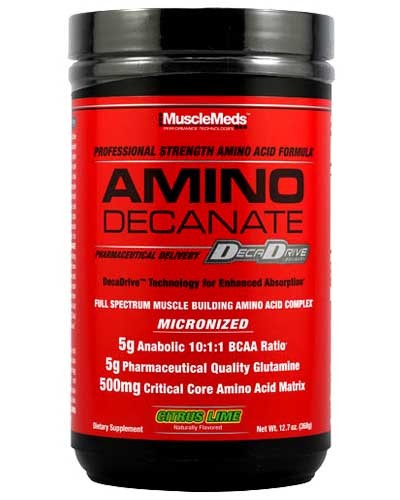 MuscleMeds
PERFORMANCE TECHNOLOGIES
PROFESSIONAL STRENGTH AMINO ACID FORMULA*
AMINO
DECANATE
PHARMACEUTICAL DELIVERY DECADRIVE
DecaDrive™ Technology for Enhanced Absorption*
FULL SPECTRUM MUSCLE BUILDING AMINO ACID COMPLEX*
MICRONIZED
5g Anabolic 10:1:1 BCAA Ratio*
5g Pharmaceutical Quality Glutamine
500mg Critical Core Amino Acid Matrix
CITRUS LIME
Dietary Supplement Naturally Flavored Net Wt. 12.7 oz. (360g)